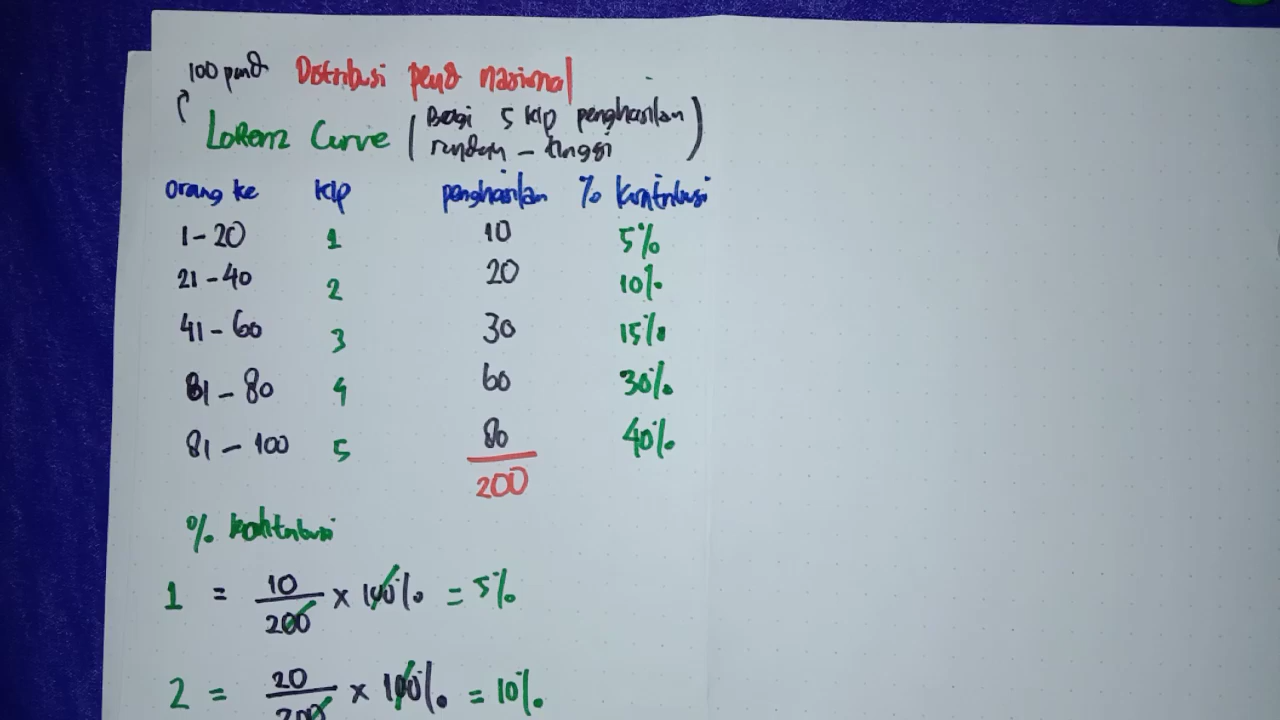 100 pend Distribusi pend nasional
Lorenz Curve ( Bagi 5 klp penghasilan
rendah - tinggi )
orang ke klp penghasilan % kontribusi
1-20 1 10 5%
21-40 2 20 10%
41-60 3 30 15%
81-80 4 60 30%
81-100 5 80 40%
200
% kontribusi
1 = 10/200 x 100% = 5%
2 = 20/200 x 100% = 10%